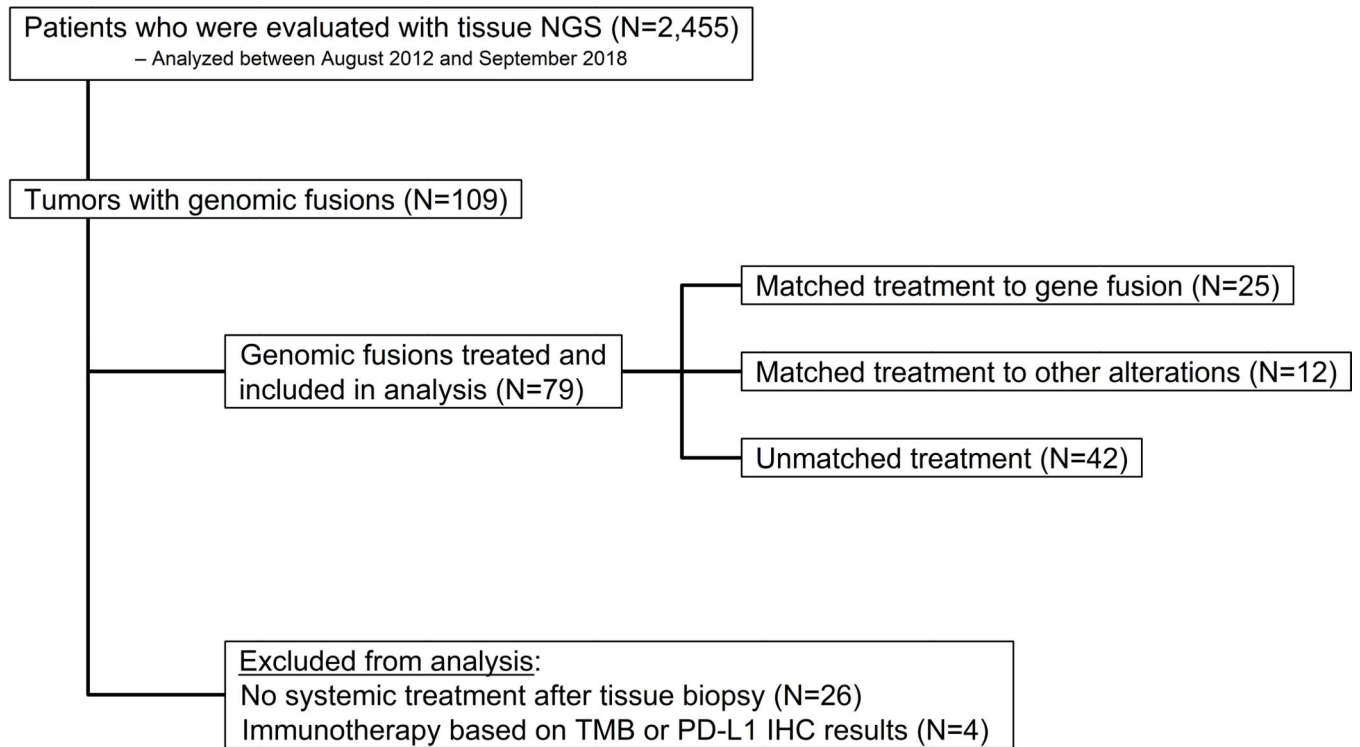 Patients who were evaluated with tissue NGS (N=2,455)
– Analyzed between August 2012 and September 2018
Tumors with genomic fusions (N=109)
Genomic fusions treated and
included in analysis (N=79)
Matched treatment to gene fusion (N=25)
Matched treatment to other alterations (N=12)
Unmatched treatment (N=42)
Excluded from analysis:
No systemic treatment after tissue biopsy (N=26)
Immunotherapy based on TMB or PD-L1 IHC results (N=4)